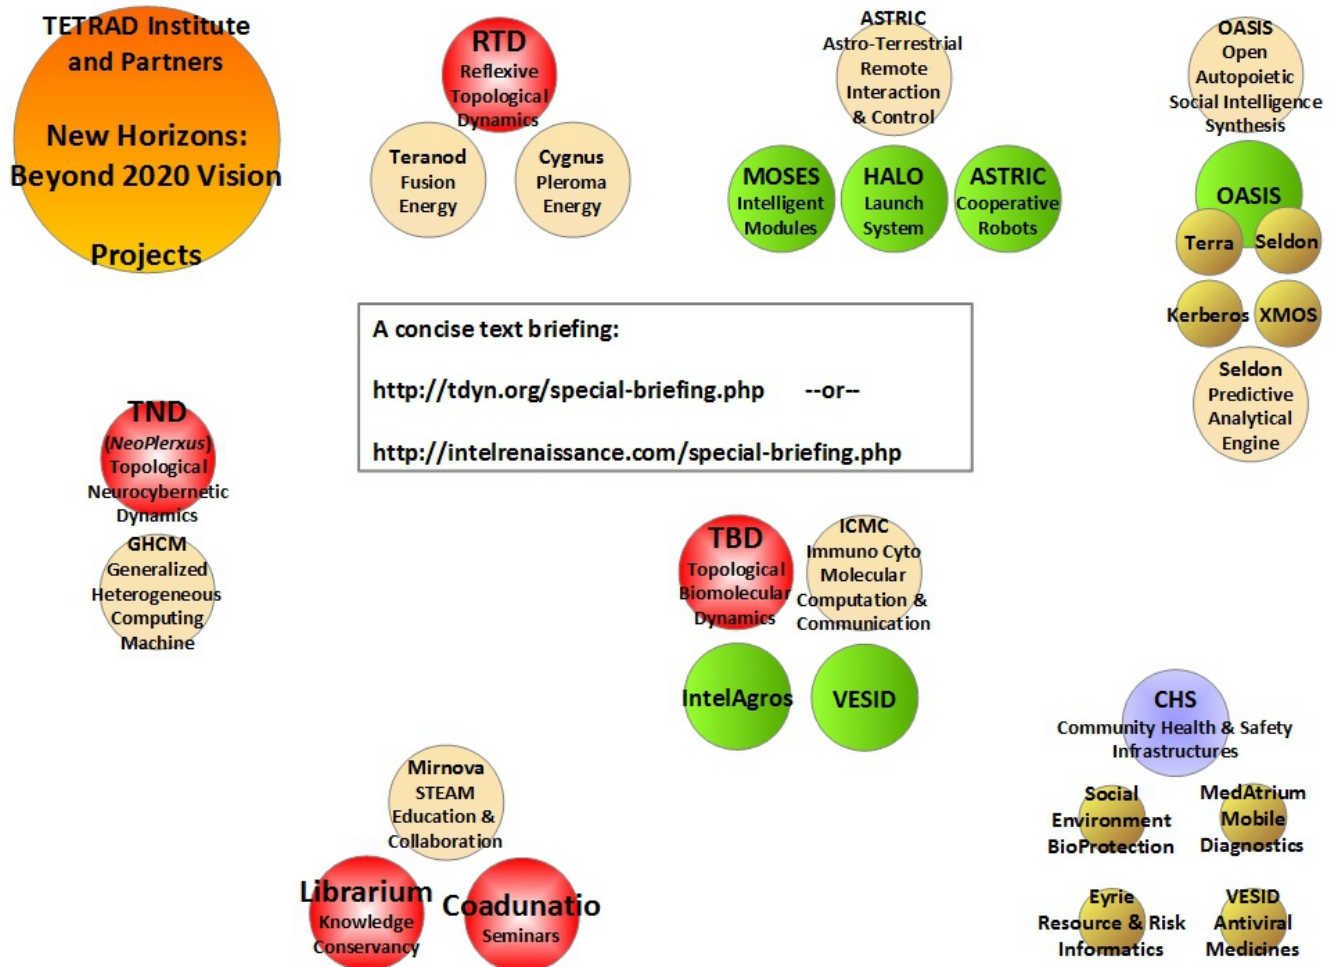 TETRAD Institute
and Partners
New Horizons:
Beyond 2020 Vision
Projects
RTD
Reflexive
Topological
Dynamics
Teranod
Fusion
Energy
Cygnus
Pleroma
Energy
ASTRIC
Astro-Terrestrial
Remote
Interaction
& Control
MOSES
Intelligent
Modules
HALO
Launch
System
ASTRIC
Cooperative
Robots
OASIS
Open
Autopoietic
Social Intelligence
Synthesis
OASIS
Terra
Seldon
Kerberos
XMOS
Seldon
Predictive
Analytical
Engine
A concise text briefing:
http://tdyn.org/special-briefing.php --or--
http://intelrenaissance.com/special-briefing.php
TND
(NeoPlerxus)
Topological
Neurocybernetic
Dynamics
GHCM
Generalized
Heterogeneous
Computing
Machine
TBD
Topological
Biomolecular
Dynamics
ICMC
Immuno Cyto
Molecular
Computation &
Communication
IntelAgros
VESID
CHS
Community Health & Safety
Infrastructures
Social
Environment
BioProtection
MedAtrium
Mobile
Diagnostics
Eyrie
Resource & Risk
Informatics
VESID
Antiviral
Medicines
Mirnova
STEAM
Education &
Collaboration
Librarium
Knowledge
Conservancy
Coadunatio
Seminars